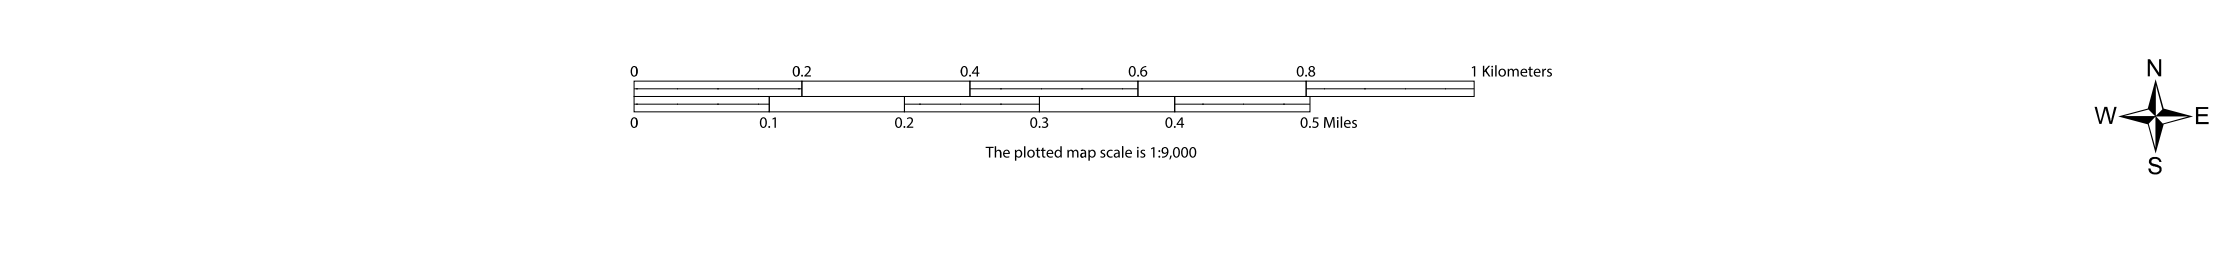 0 0.2 0.4 0.6 0.8 1 Kilometers
0 0.1 0.2 0.3 0.4 0.5 Miles
The plotted map scale is 1:9,000
N
W E
S